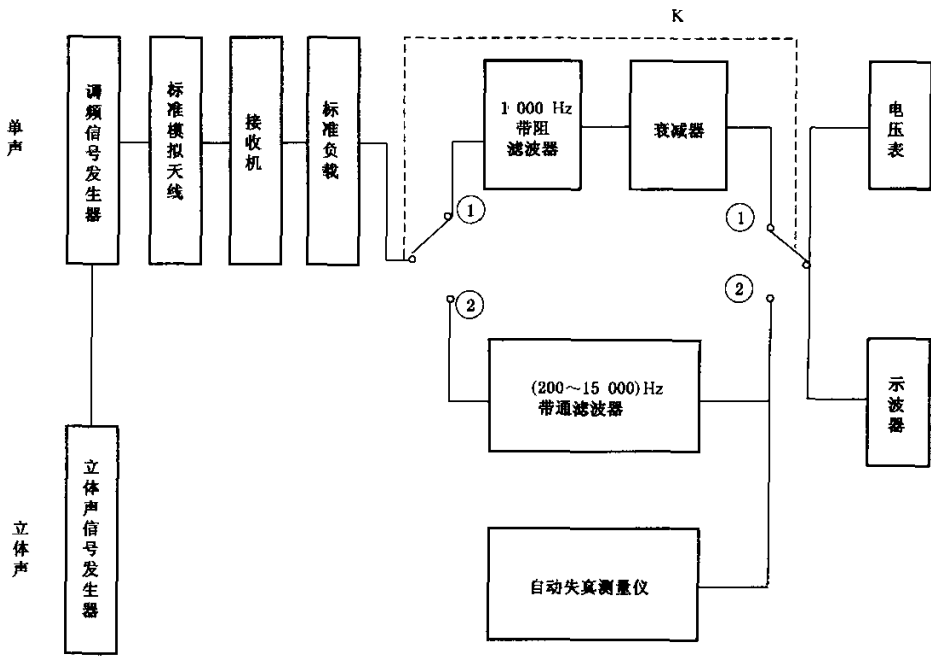 K
单声
调频信号发生器
标准模拟天线
接收机
标准负载
1 000 Hz
带阻
滤波器
衰减器
电压表
①
①
②
②
(200～15 000)Hz
带通滤波器
示波器
立体声
立体声信号发生器
自动失真测量仪